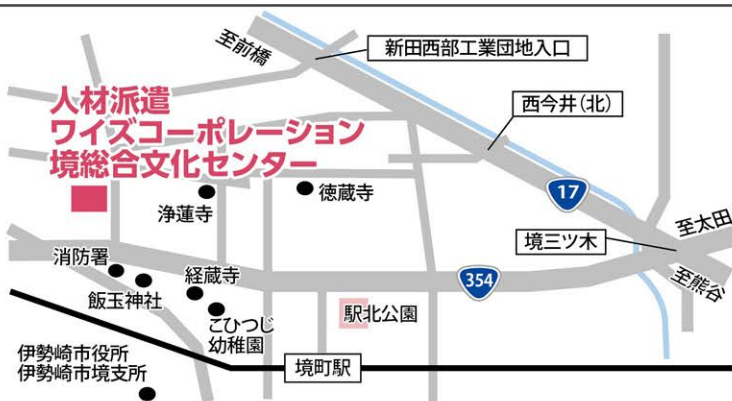 至前橋
新田西部工業団地入口
西今井(北)
人材派遣
ワイズコーポレーション
境総合文化センター
浄蓮寺
徳蔵寺
17
至太田
境三ツ木
至熊谷
消防署
飯玉神社
経蔵寺
こひつじ
幼稚園
354
駅北公園
伊勢崎市役所
伊勢崎市境支所
境町駅